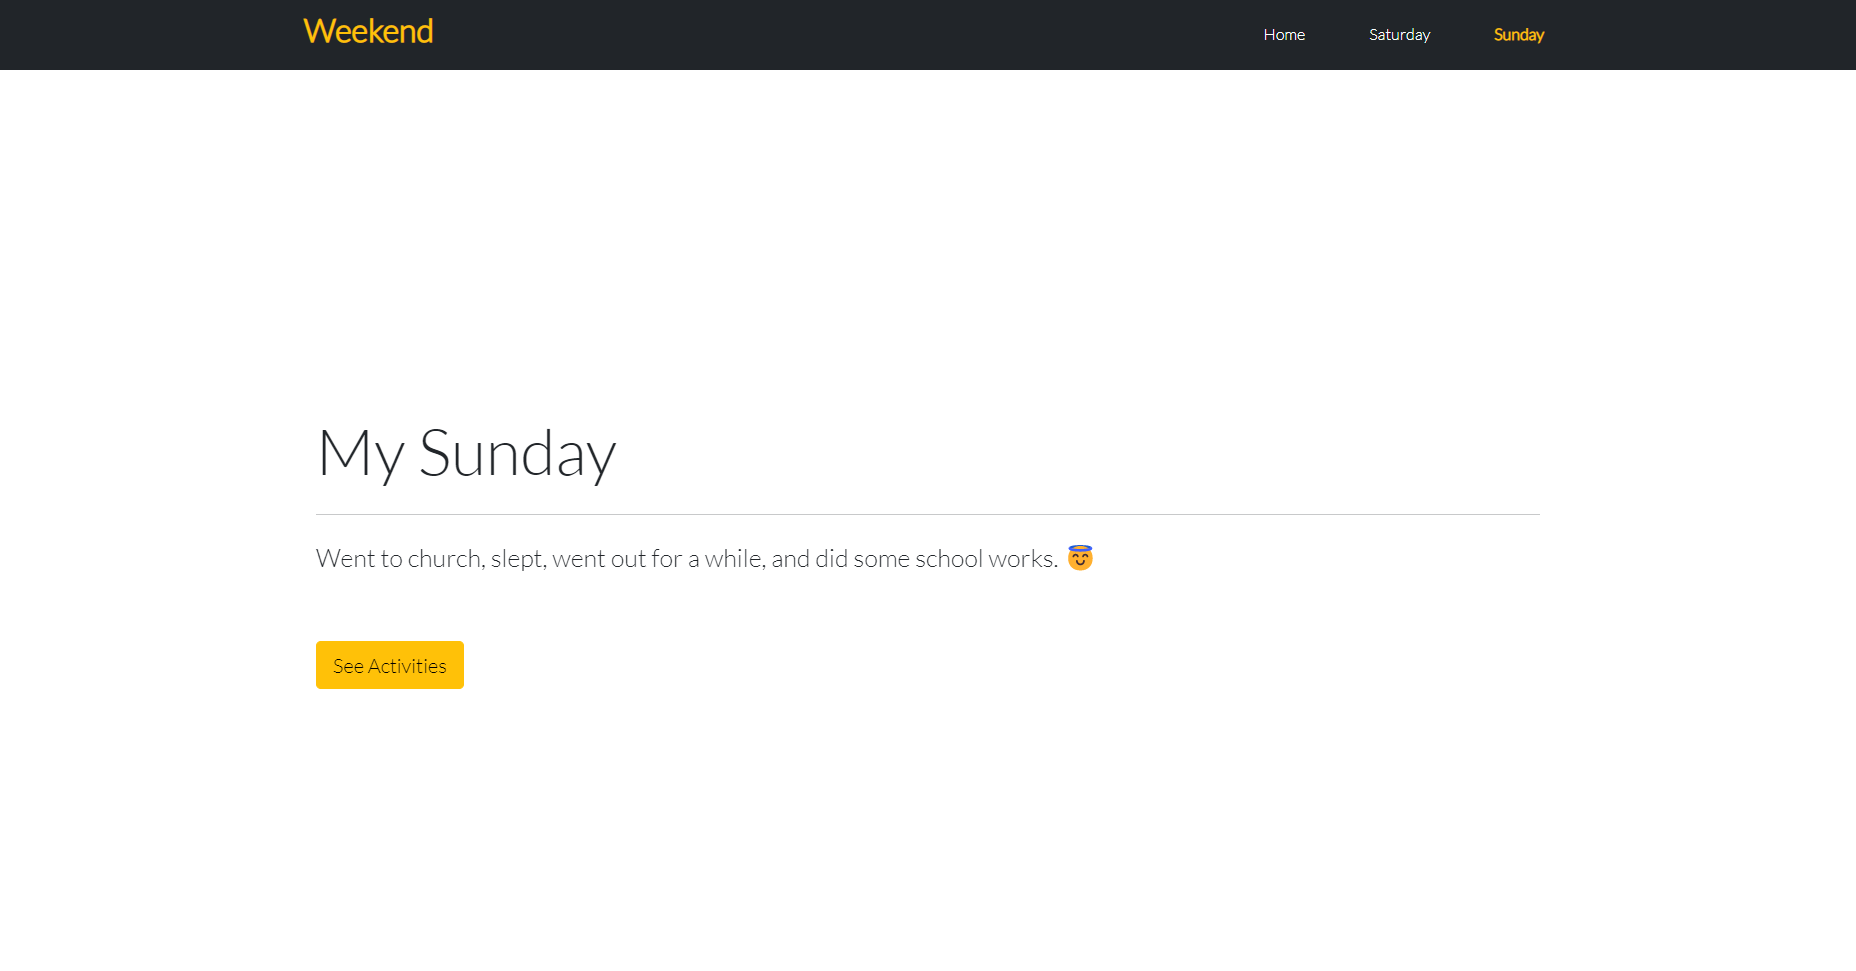 Weekend
Home Saturday Sunday
My Sunday
Went to church, slept, went out for a while, and did some school works. 😇
See Activities